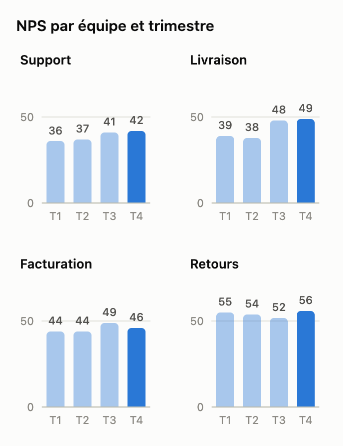 NPS par équipe et trimestre
Support
50
36 37 41 42
0
T1 T2 T3 T4
Livraison
50
39 38 48 49
0
T1 T2 T3 T4
Facturation
50
44 44 49 46
0
T1 T2 T3 T4
Retours
50
55 54 52 56
0
T1 T2 T3 T4